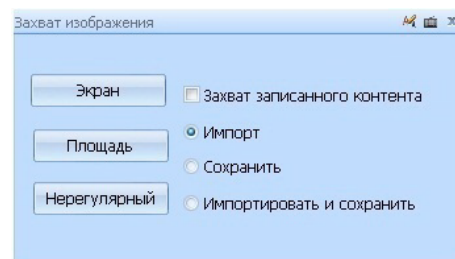 Захват изображения
Экран
Захват записанного контента
Импорт
Площадь
Сохранить
Нерегулярный
Импортировать и сохранить